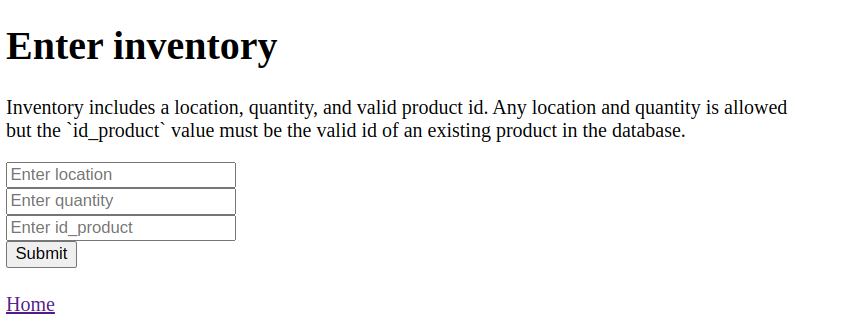 Enter inventory
Inventory includes a location, quantity, and valid product id. Any location and quantity is allowed
but the `id_product` value must be the valid id of an existing product in the database.
Enter location
Enter quantity
Enter id_product
Submit
Home